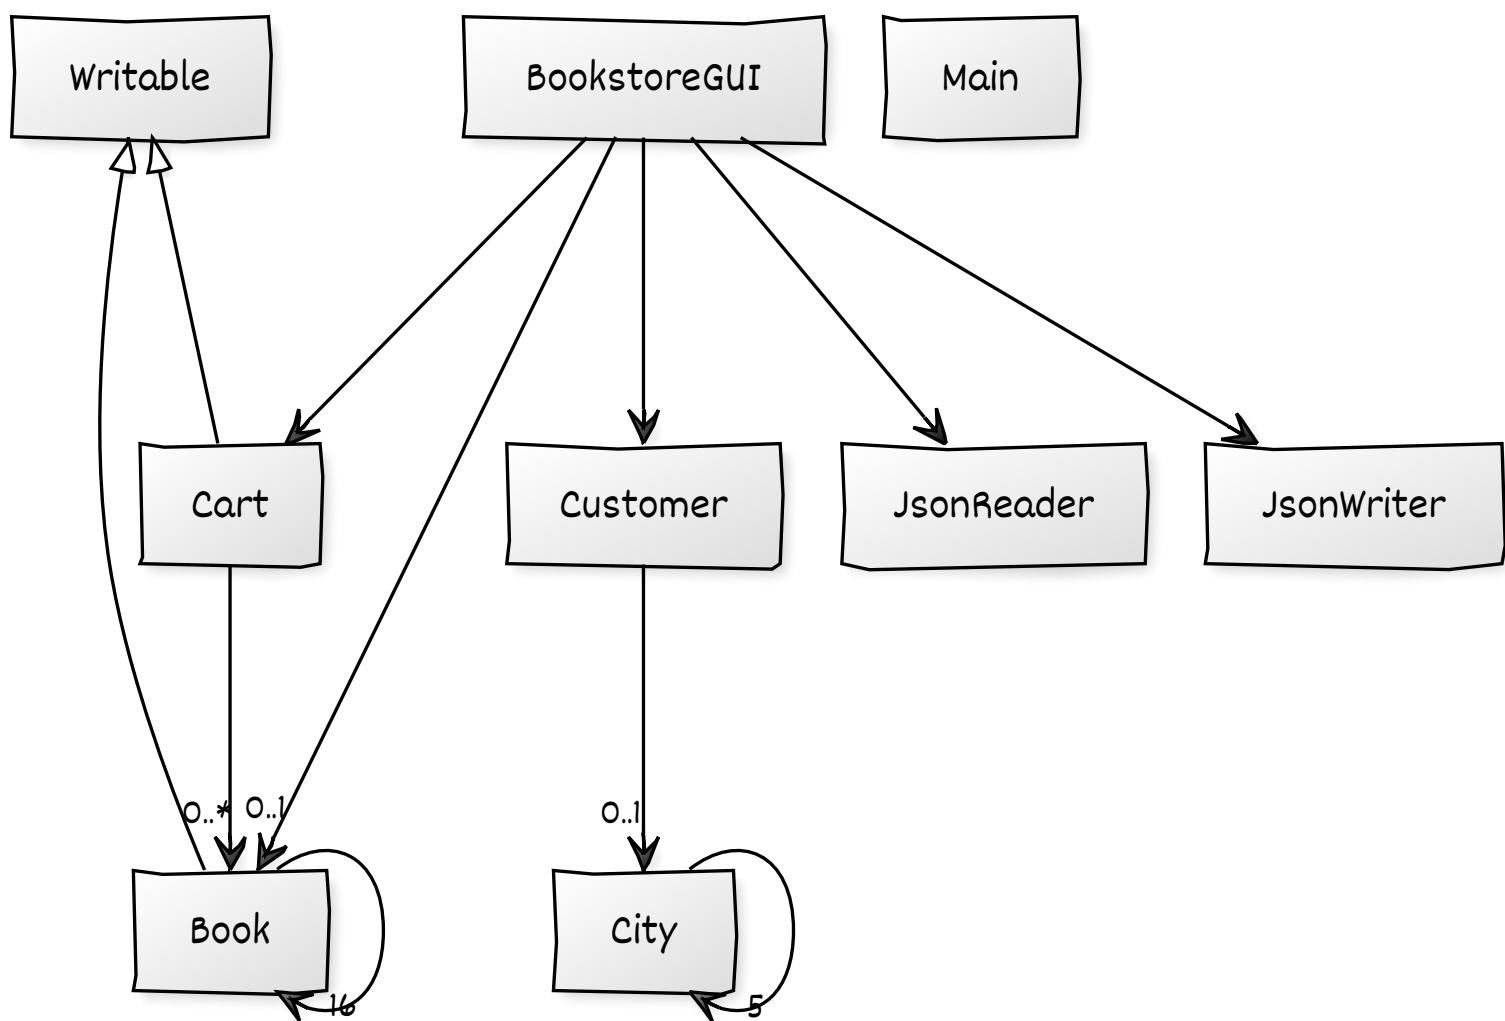 Writable
BookstoreGUI
Main
Cart
Customer
JsonReader
JsonWriter
0..*
0..1
0..1
Book
City
16
5